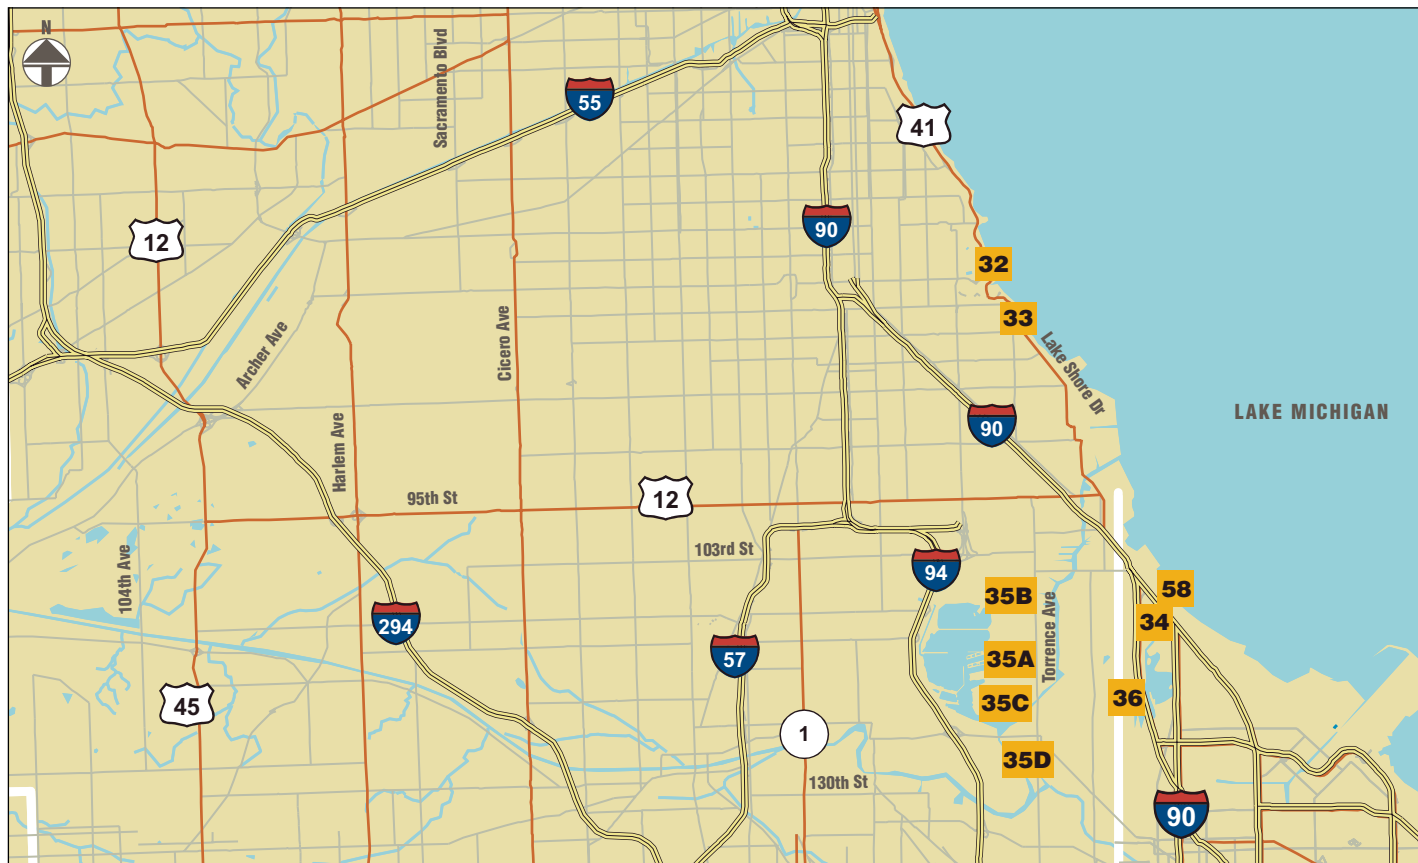 N
Sacramento Blvd
55
41
12
90
32
33
Archer Ave
Cicero Ave
Lake Shore Dr
LAKE MICHIGAN
Harlem Ave
90
95th St
12
103rd St
104th Ave
94
35B
58
34
294
57
35A
Torrence Ave
45
35C
36
1
35D
130th St
90